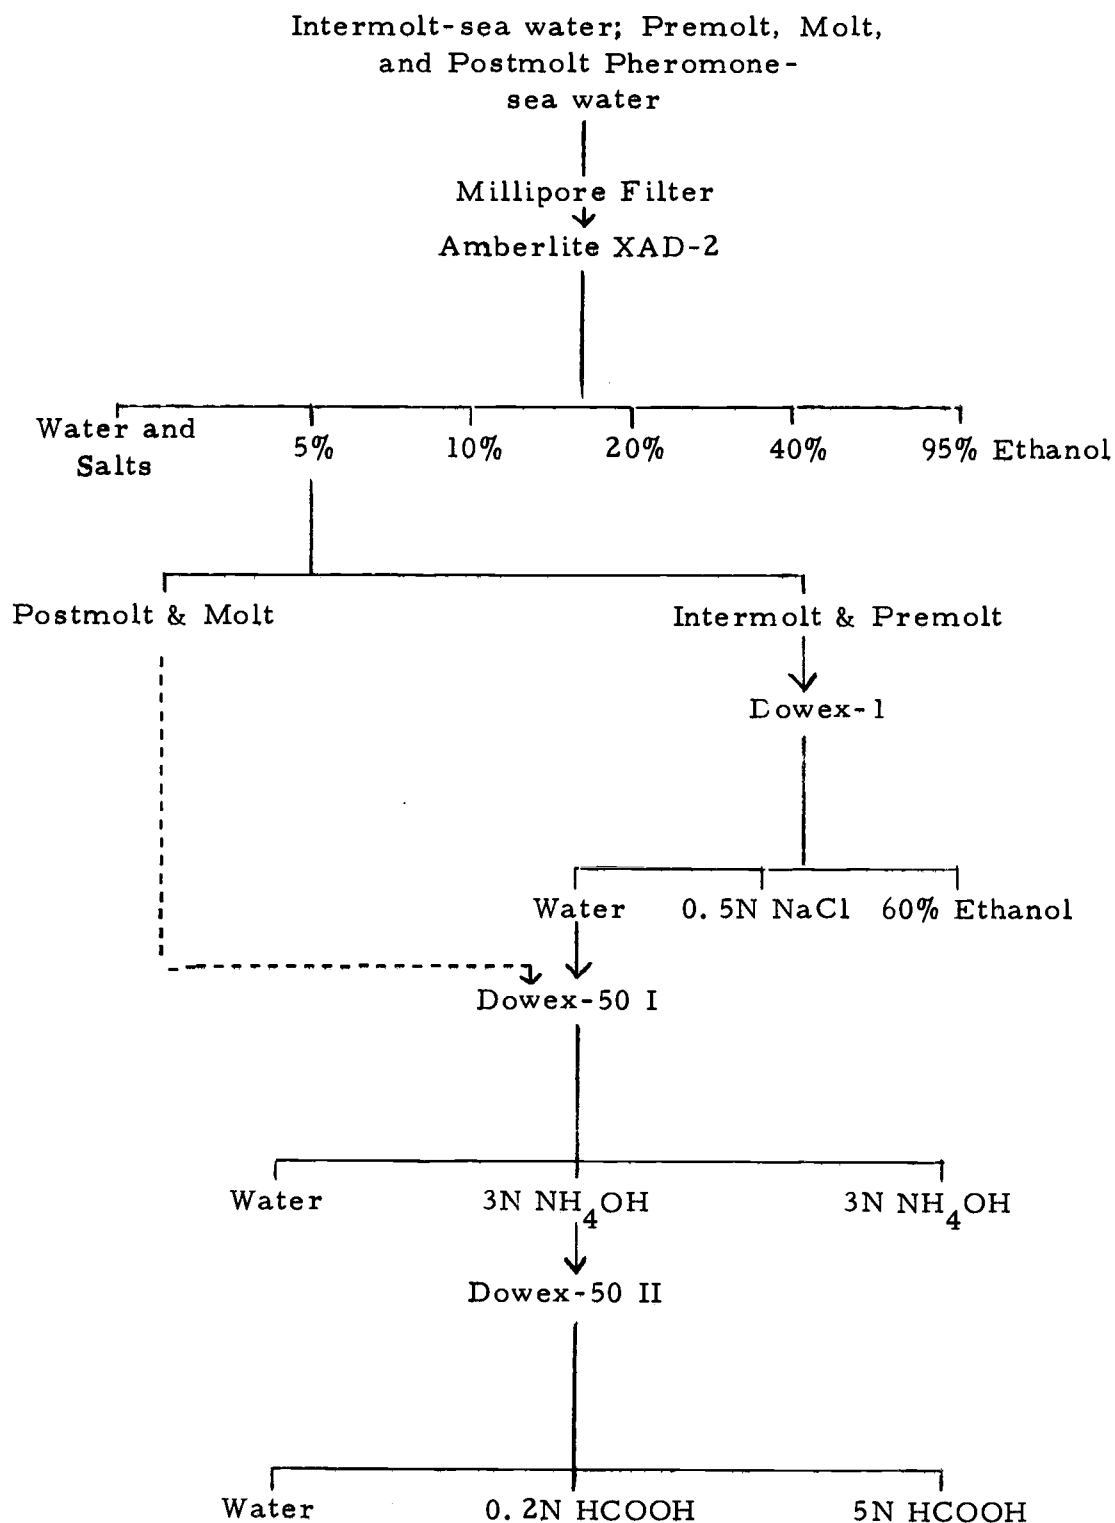 Intermolt-sea water; Premolt, Molt,
and Postmolt Pheromone-
sea water
Millipore Filter
Amberlite XAD-2
Water and
Salts
5%
10%
20%
40%
95% Ethanol
Postmolt & Molt
Intermolt & Premolt
Dowex-1
Water
0.5N NaCl
60% Ethanol
Dowex-50 I
Water
3N NH4OH
3N NH4OH
Dowex-50 II
Water
0.2N HCOOH
5N HCOOH